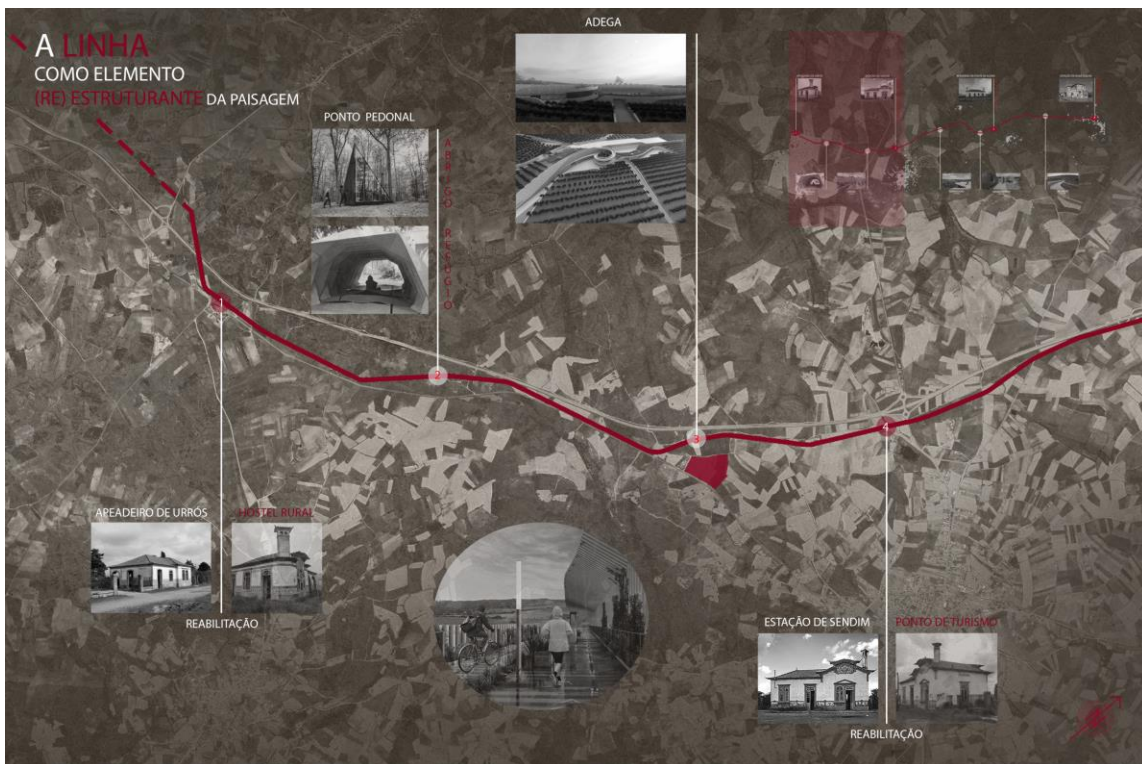 A LINHA
COMO ELEMENTO
(RE) ESTRUTURANTE DA PAISAGEM
PONTO PEDONAL
ABRIGO REFÚGIO
ADEGA
2
3
4
APEADEIRO DE URRÓS
HOSTEL RURAL
REABILITAÇÃO
ESTAÇÃO DE SENDIM
PONTO DE TURISMO
REABILITAÇÃO